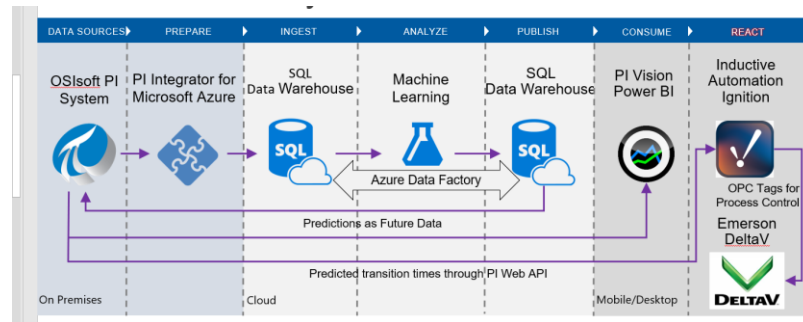 DATA SOURCES
PREPARE
INGEST
ANALYZE
PUBLISH
CONSUME
REACT
OSIsoft PI
System
PI Integrator for
Microsoft Azure
SQL
Data Warehouse
Machine
Learning
SQL
Data Warehouse
PI Vision
Power BI
Inductive
Automation
Ignition
SQL
SQL
Azure Data Factory
OPC Tags for
Process Control
Predictions as Future Data
Emerson
DeltaV
Predicted transition times through PI Web API
DELTAV
On Premises
Cloud
Mobile/Desktop